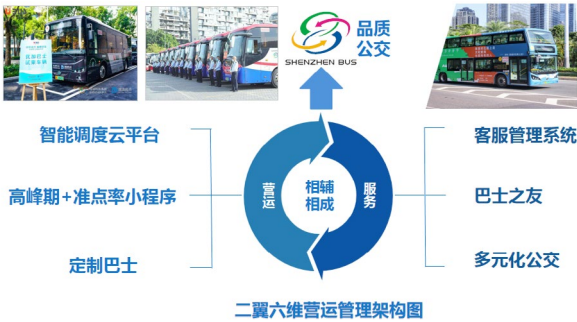 品质
公交
SHENZHEN BUS
智能调度云平台
高峰期+准点率小程序
定制巴士
营运
相辅
相成
服务
客服管理系统
巴士之友
多元化公交
二翼六维营运管理架构图